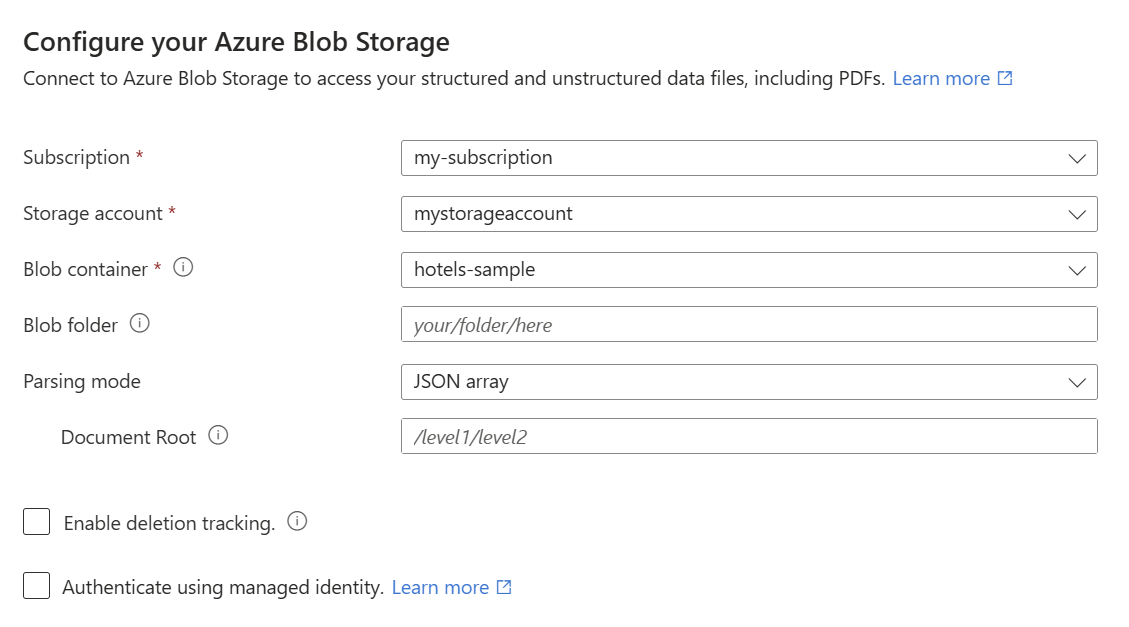 Configure your Azure Blob Storage
Connect to Azure Blob Storage to access your structured and unstructured data files, including PDFs. Learn more
Subscription * my-subscription
Storage account * mystorageaccount
Blob container * hotels-sample
Blob folder your/folder/here
Parsing mode JSON array
Document Root /level1/level2
Enable deletion tracking.
Authenticate using managed identity. Learn more